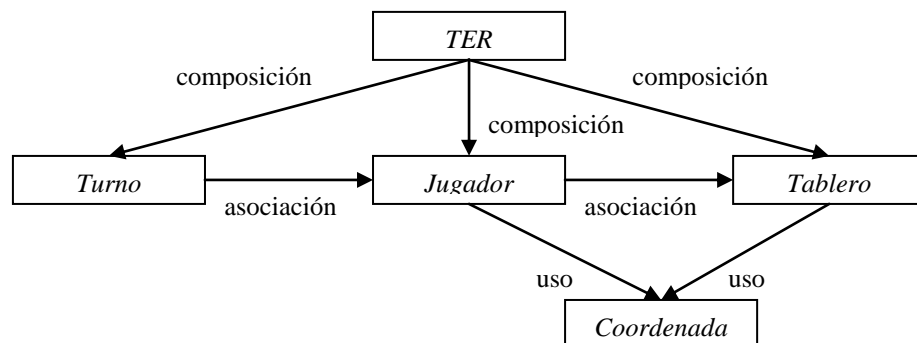 TER
composición
composición
composición
Turno
Jugador
Tablero
asociación
asociación
uso
uso
Coordenada